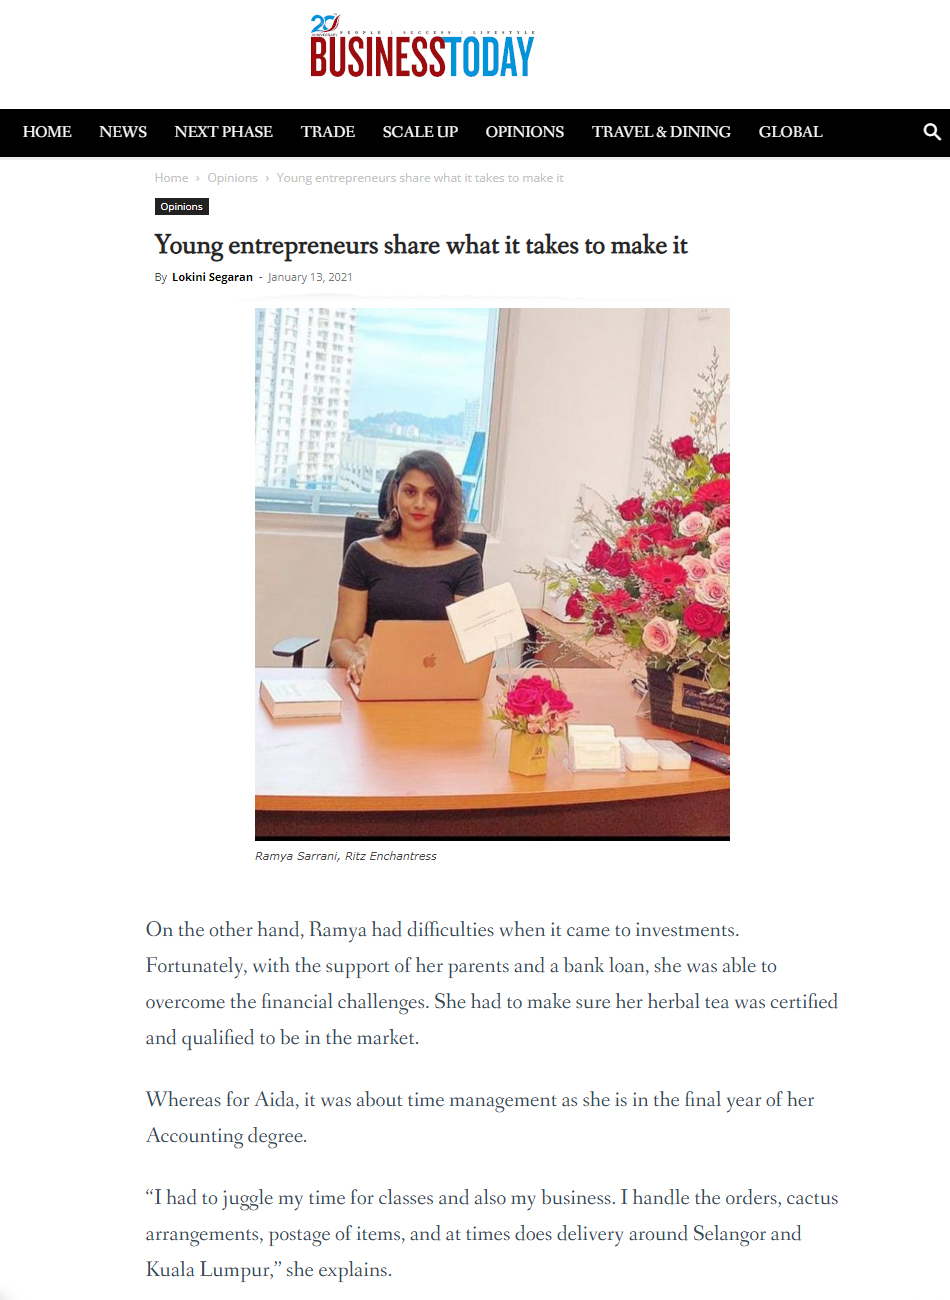 20
ANNIVERSARY
PEOPLE | SUCCESS | LIFESTYLE
BUSINESSTODAY
HOME NEWS NEXT PHASE TRADE SCALE UP OPINIONS TRAVEL & DINING GLOBAL
Home › Opinions › Young entrepreneurs share what it takes to make it
Opinions
Young entrepreneurs share what it takes to make it
By Lokini Segaran - January 13, 2021
Ramya Sarrani, Ritz Enchantress
On the other hand, Ramya had difficulties when it came to investments.
Fortunately, with the support of her parents and a bank loan, she was able to
overcome the financial challenges. She had to make sure her herbal tea was certified
and qualified to be in the market.
Whereas for Aida, it was about time management as she is in the final year of her
Accounting degree.
“I had to juggle my time for classes and also my business. I handle the orders, cactus
arrangements, postage of items, and at times does delivery around Selangor and
Kuala Lumpur,” she explains.